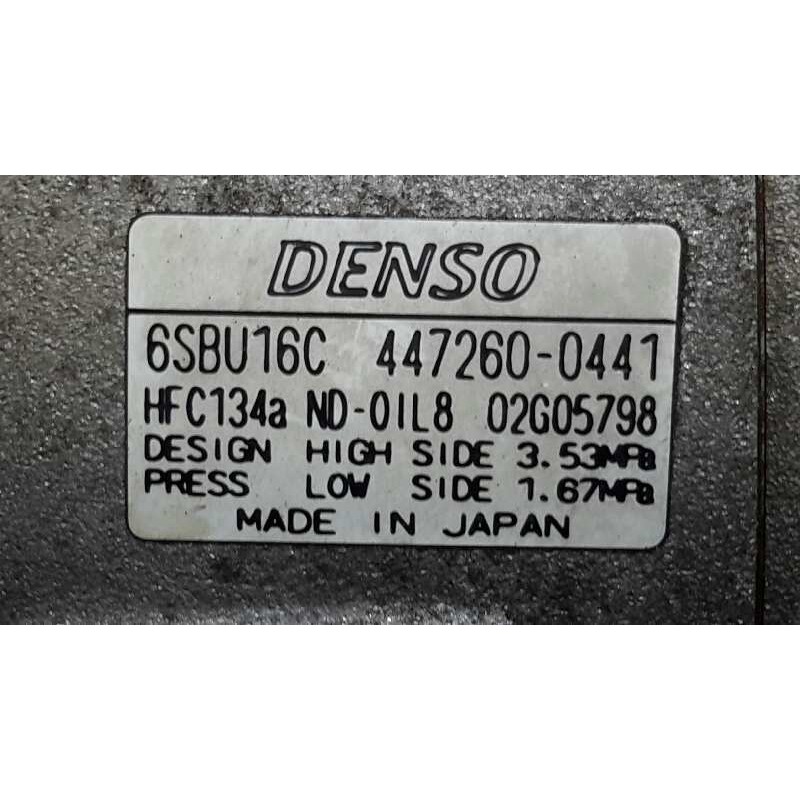 DENSO
6SBU16C 447260-0441
HFC134a ND-OIL8 02G05798
DESIGN HIGH SIDE 3.53MPa
PRESS LOW SIDE 1.67MPa
MADE IN JAPAN